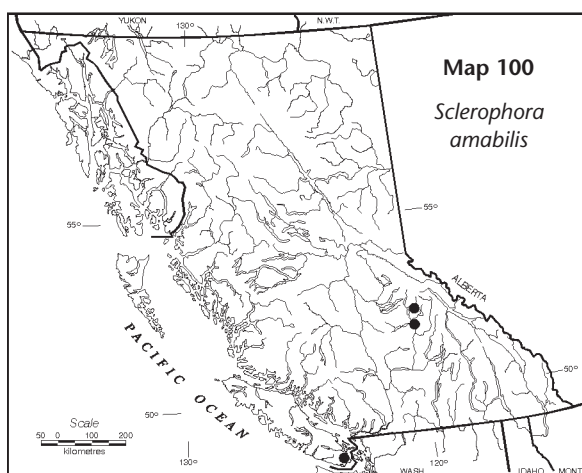 YUKON
130°
N.W.T.
Map 100
Sclerophora
amabilis
55°
55°
ALBERTA
PACIFIC OCEAN
50°
50°
Scale
50 0 100 200
kilometres
130°
120°
WASH
IDAHO
MONT